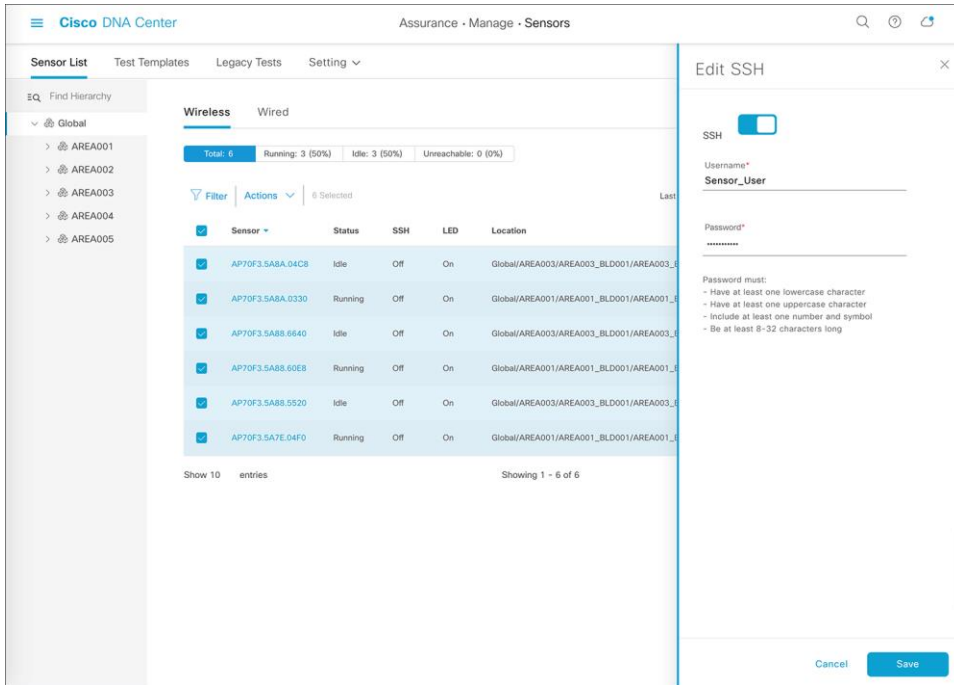 Cisco DNA Center
Assurance · Manage · Sensors
Sensor List Test Templates Legacy Tests Setting
Find Hierarchy
Global
AREA001
AREA002
AREA003
AREA004
AREA005
Wireless Wired
Total: 6 Running: 3 (50%) Idle: 3 (50%) Unreachable: 0 (0%)
Filter Actions 6 Selected Last
Sensor Status SSH LED Location
AP70F3.5A8A.04C8 Idle Off On Global/AREA003/AREA003_BLD001/AREA003_
AP70F3.5A8A.0330 Running Off On Global/AREA001/AREA001_BLD001/AREA001_
AP70F3.5A88.6640 Idle Off On Global/AREA003/AREA003_BLD001/AREA003_
AP70F3.5A88.60E8 Running Off On Global/AREA001/AREA001_BLD001/AREA001_
AP70F3.5A88.5520 Idle Off On Global/AREA003/AREA003_BLD001/AREA003_
AP70F3.5A7E.04F0 Running Off On Global/AREA001/AREA001_BLD001/AREA001_
Show 10 entries Showing 1 - 6 of 6
Edit SSH
SSH
Username*
Sensor_User
Password*
•••••••••••
Password must:
- Have at least one lowercase character
- Have at least one uppercase character
- Include at least one number and symbol
- Be at least 8-32 characters long
Cancel Save